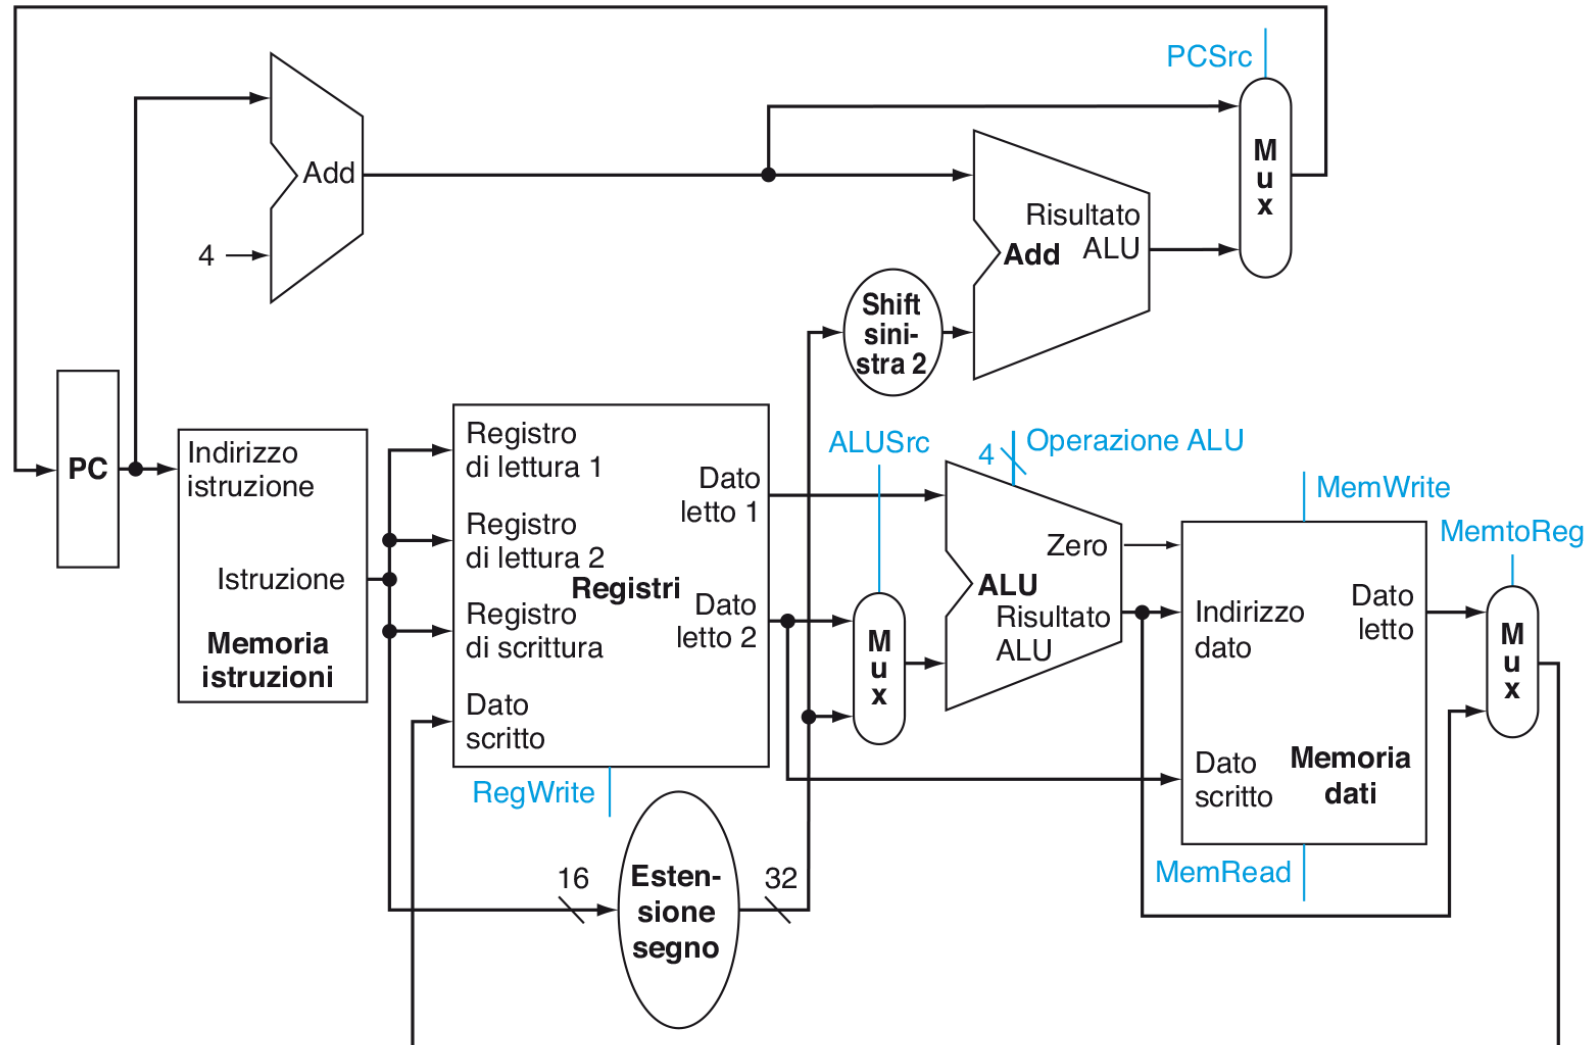 PCSrc
M
u
x
Add
4
Risultato
ALU
Add
Shift
sini-
stra 2
PC
Indirizzo
istruzione
Istruzione
Memoria
istruzioni
Registro
di lettura 1
Registro
di lettura 2
Registro
di scrittura
Dato
scritto
Registri
Dato
letto 1
Dato
letto 2
RegWrite
16
Esten-
sione
segno
32
ALUSrc
M
u
x
4
Operazione ALU
Zero
ALU
Risultato
ALU
MemWrite
Indirizzo
dato
Dato
letto
Dato
scritto
Memoria
dati
MemRead
MemtoReg
M
u
x